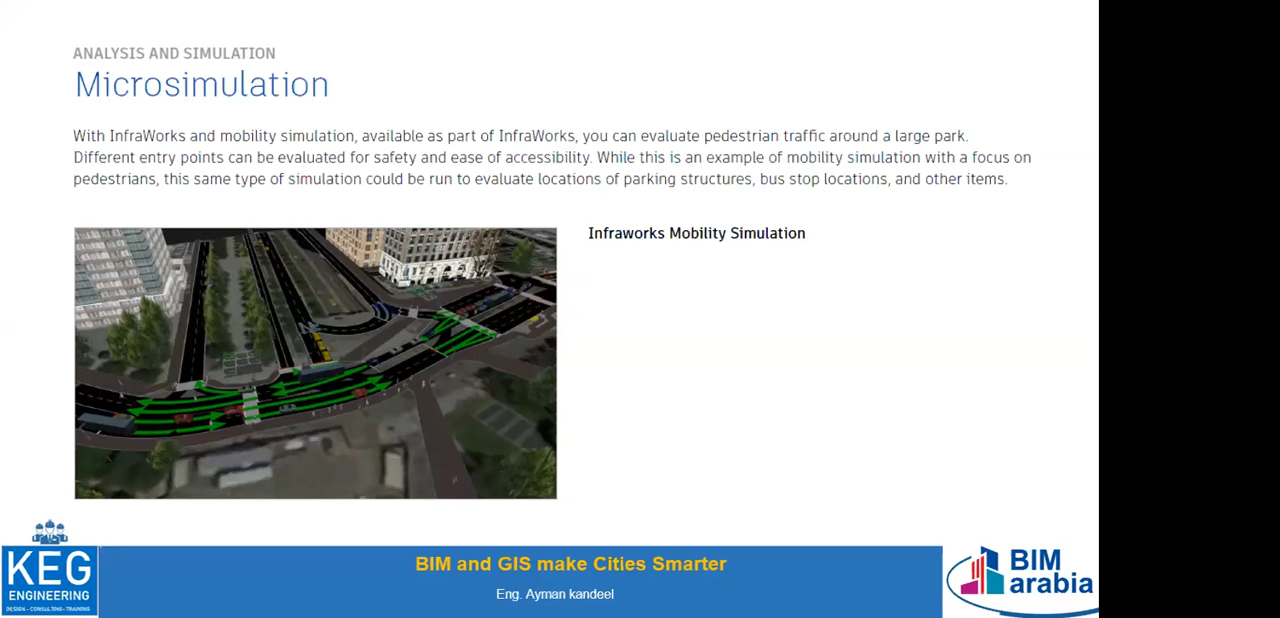 ANALYSIS AND SIMULATION
Microsimulation
With InfraWorks and mobility simulation, available as part of InfraWorks, you can evaluate pedestrian traffic around a large park.
Different entry points can be evaluated for safety and ease of accessibility. While this is an example of mobility simulation with a focus on
pedestrians, this same type of simulation could be run to evaluate locations of parking structures, bus stop locations, and other items.
Infraworks Mobility Simulation
KEG
ENGINEERING
DESIGN - CONSULTING - TRAINING
BIM and GIS make Cities Smarter
Eng. Ayman kandeel
BIM
arabia